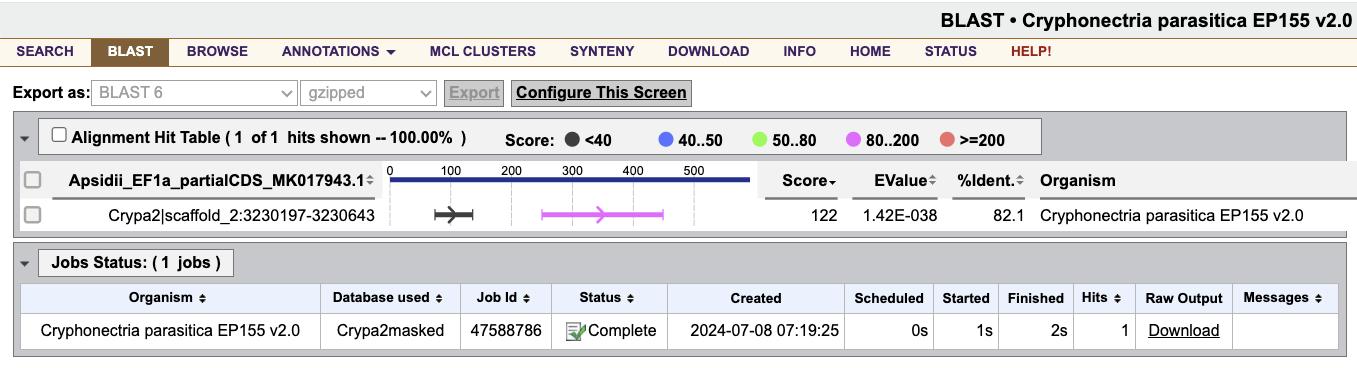 BLAST • Cryphonectria parasitica EP155 v2.0
SEARCH BLAST BROWSE ANNOTATIONS MCL CLUSTERS SYNTENY DOWNLOAD INFO HOME STATUS HELP!
Export as: BLAST 6 gzipped Export Configure This Screen
Alignment Hit Table ( 1 of 1 hits shown -- 100.00% ) Score: <40 40..50 50..80 80..200 >=200
0 100 200 300 400 500
Apsidii_EF1a_partialCDS_MK017943.1 Score EValue %Ident. Organism
Crypa2|scaffold_2:3230197-3230643 122 1.42E-038 82.1 Cryphonectria parasitica EP155 v2.0
Jobs Status: ( 1 jobs )
Organism Database used Job Id Status Created Scheduled Started Finished Hits Raw Output Messages
Cryphonectria parasitica EP155 v2.0 Crypa2masked 47588786 Complete 2024-07-08 07:19:25 0s 1s 2s 1 Download